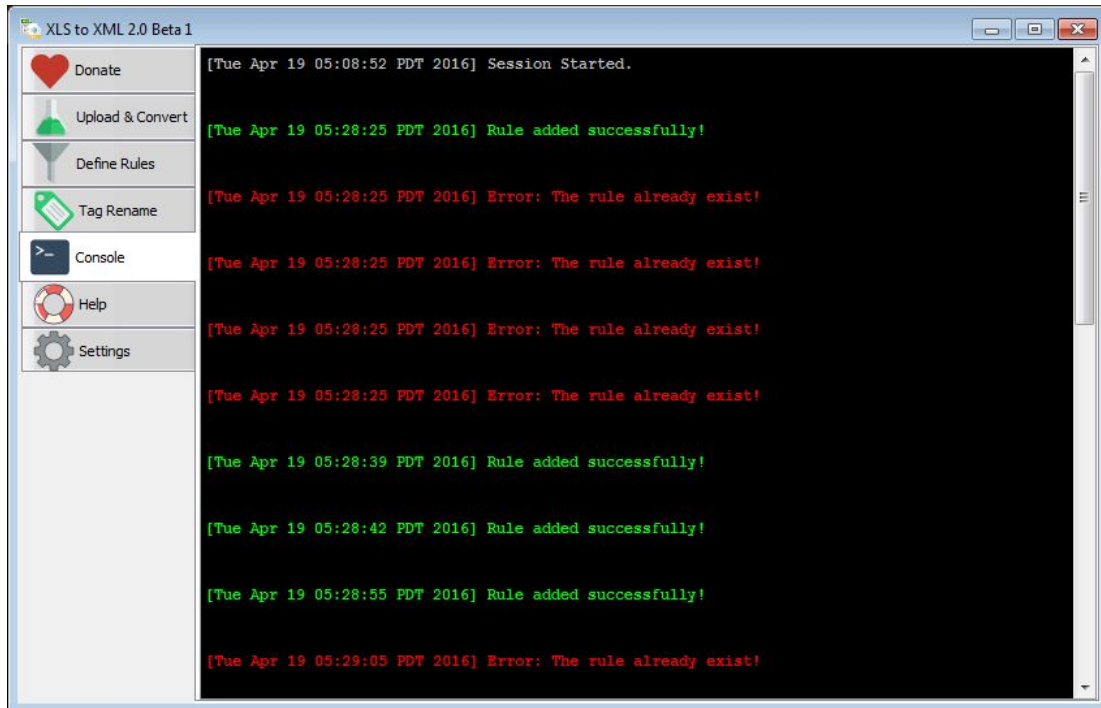 XLS to XML 2.0 Beta 1
Donate
Upload & Convert
Define Rules
Tag Rename
>_ Console
Help
Settings
[Tue Apr 19 05:08:52 PDT 2016] Session Started.
[Tue Apr 19 05:28:25 PDT 2016] Rule added successfully!
[Tue Apr 19 05:28:25 PDT 2016] Error: The rule already exist!
[Tue Apr 19 05:28:25 PDT 2016] Error: The rule already exist!
[Tue Apr 19 05:28:25 PDT 2016] Error: The rule already exist!
[Tue Apr 19 05:28:25 PDT 2016] Error: The rule already exist!
[Tue Apr 19 05:28:39 PDT 2016] Rule added successfully!
[Tue Apr 19 05:28:42 PDT 2016] Rule added successfully!
[Tue Apr 19 05:28:55 PDT 2016] Rule added successfully!
[Tue Apr 19 05:29:05 PDT 2016] Error: The rule already exist!